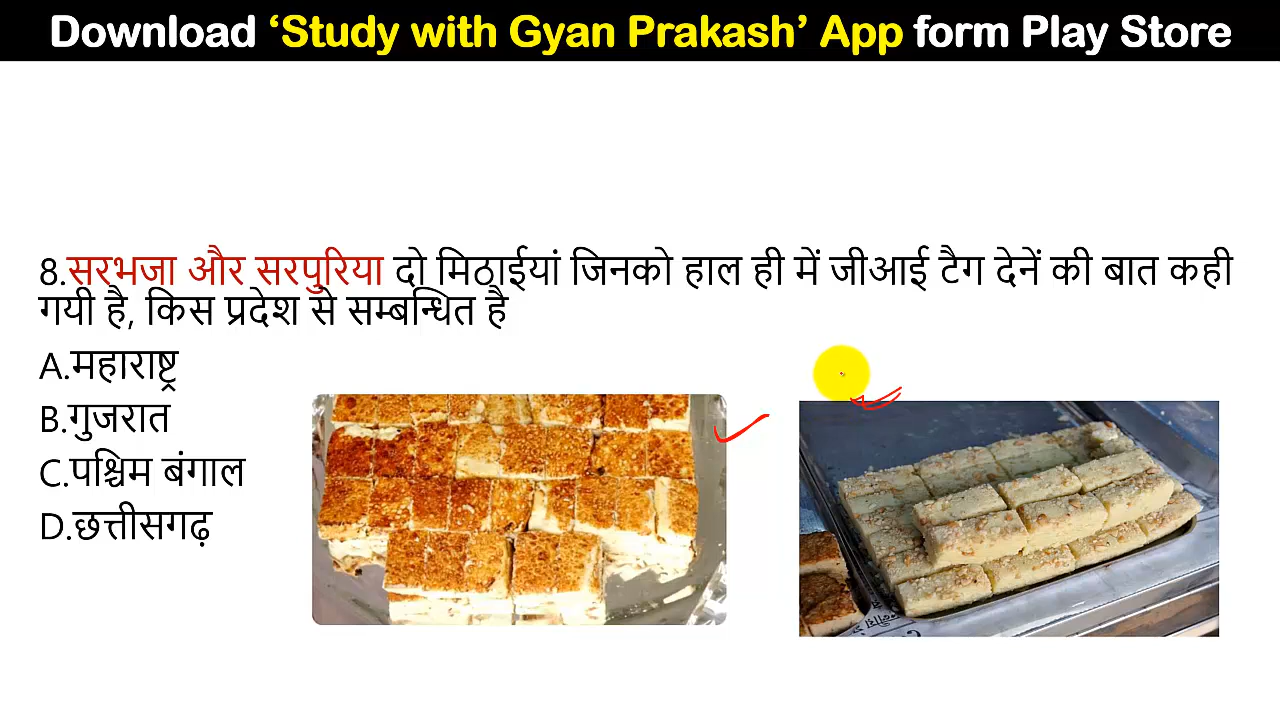 Download ‘Study with Gyan Prakash’ App form Play Store
8.सरभजा और सरपुरिया दो मिठाईयां जिनको हाल ही में जीआई टैग देनें की बात कही
गयी है, किस प्रदेश से सम्बन्धित है
A.महाराष्ट्र
B.गुजरात
C.पश्चिम बंगाल
D.छत्तीसगढ़